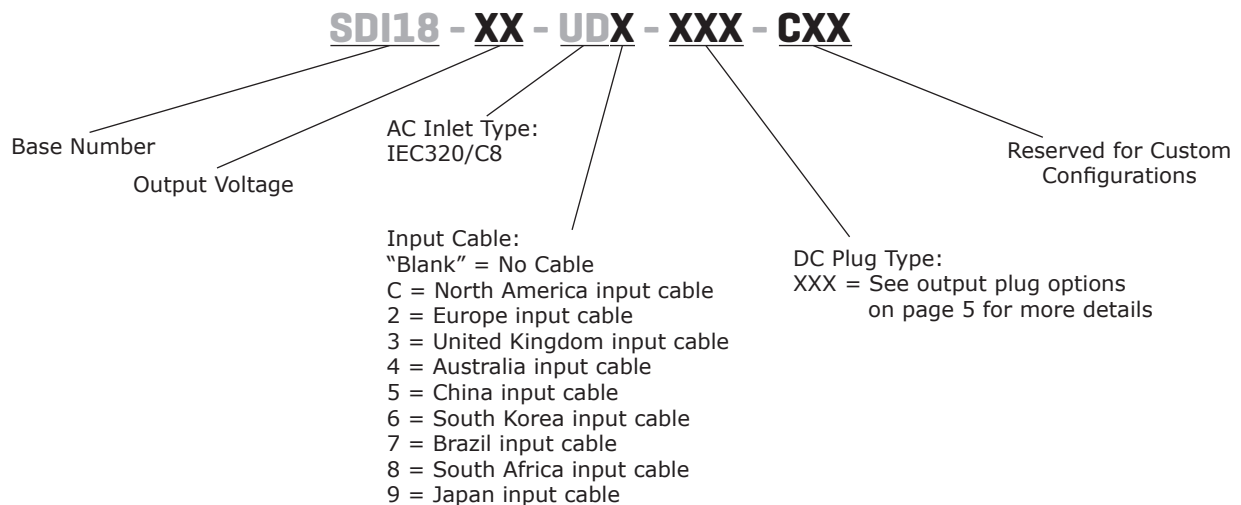 SDI18 - XX - UDX - XXX - CXX
Base Number
Output Voltage
AC Inlet Type:
IEC320/C8
Input Cable:
“Blank” = No Cable
C = North America input cable
2 = Europe input cable
3 = United Kingdom input cable
4 = Australia input cable
5 = China input cable
6 = South Korea input cable
7 = Brazil input cable
8 = South Africa input cable
9 = Japan input cable
DC Plug Type:
XXX = See output plug options
on page 5 for more details
Reserved for Custom
Configurations